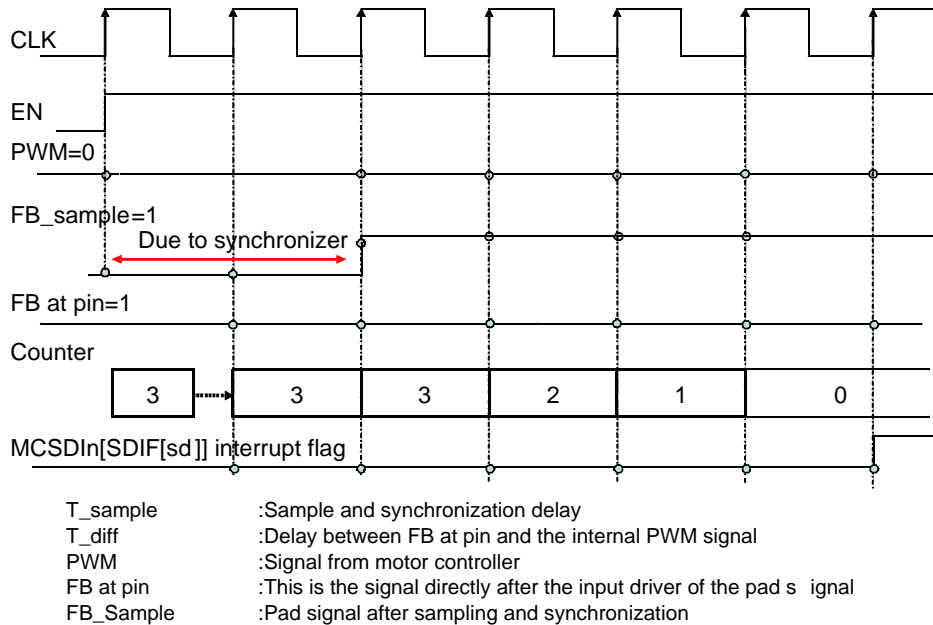 CLK
EN
PWM=0
FB_sample=1
Due to synchronizer
FB at pin=1
Counter
3 3 3 2 1 0
MCSDIn[SDIF[sd]] interrupt flag
T_sample :Sample and synchronization delay
T_diff :Delay between FB at pin and the internal PWM signal
PWM :Signal from motor controller
FB at pin :This is the signal directly after the input driver of the pad s ignal
FB_Sample :Pad signal after sampling and synchronization